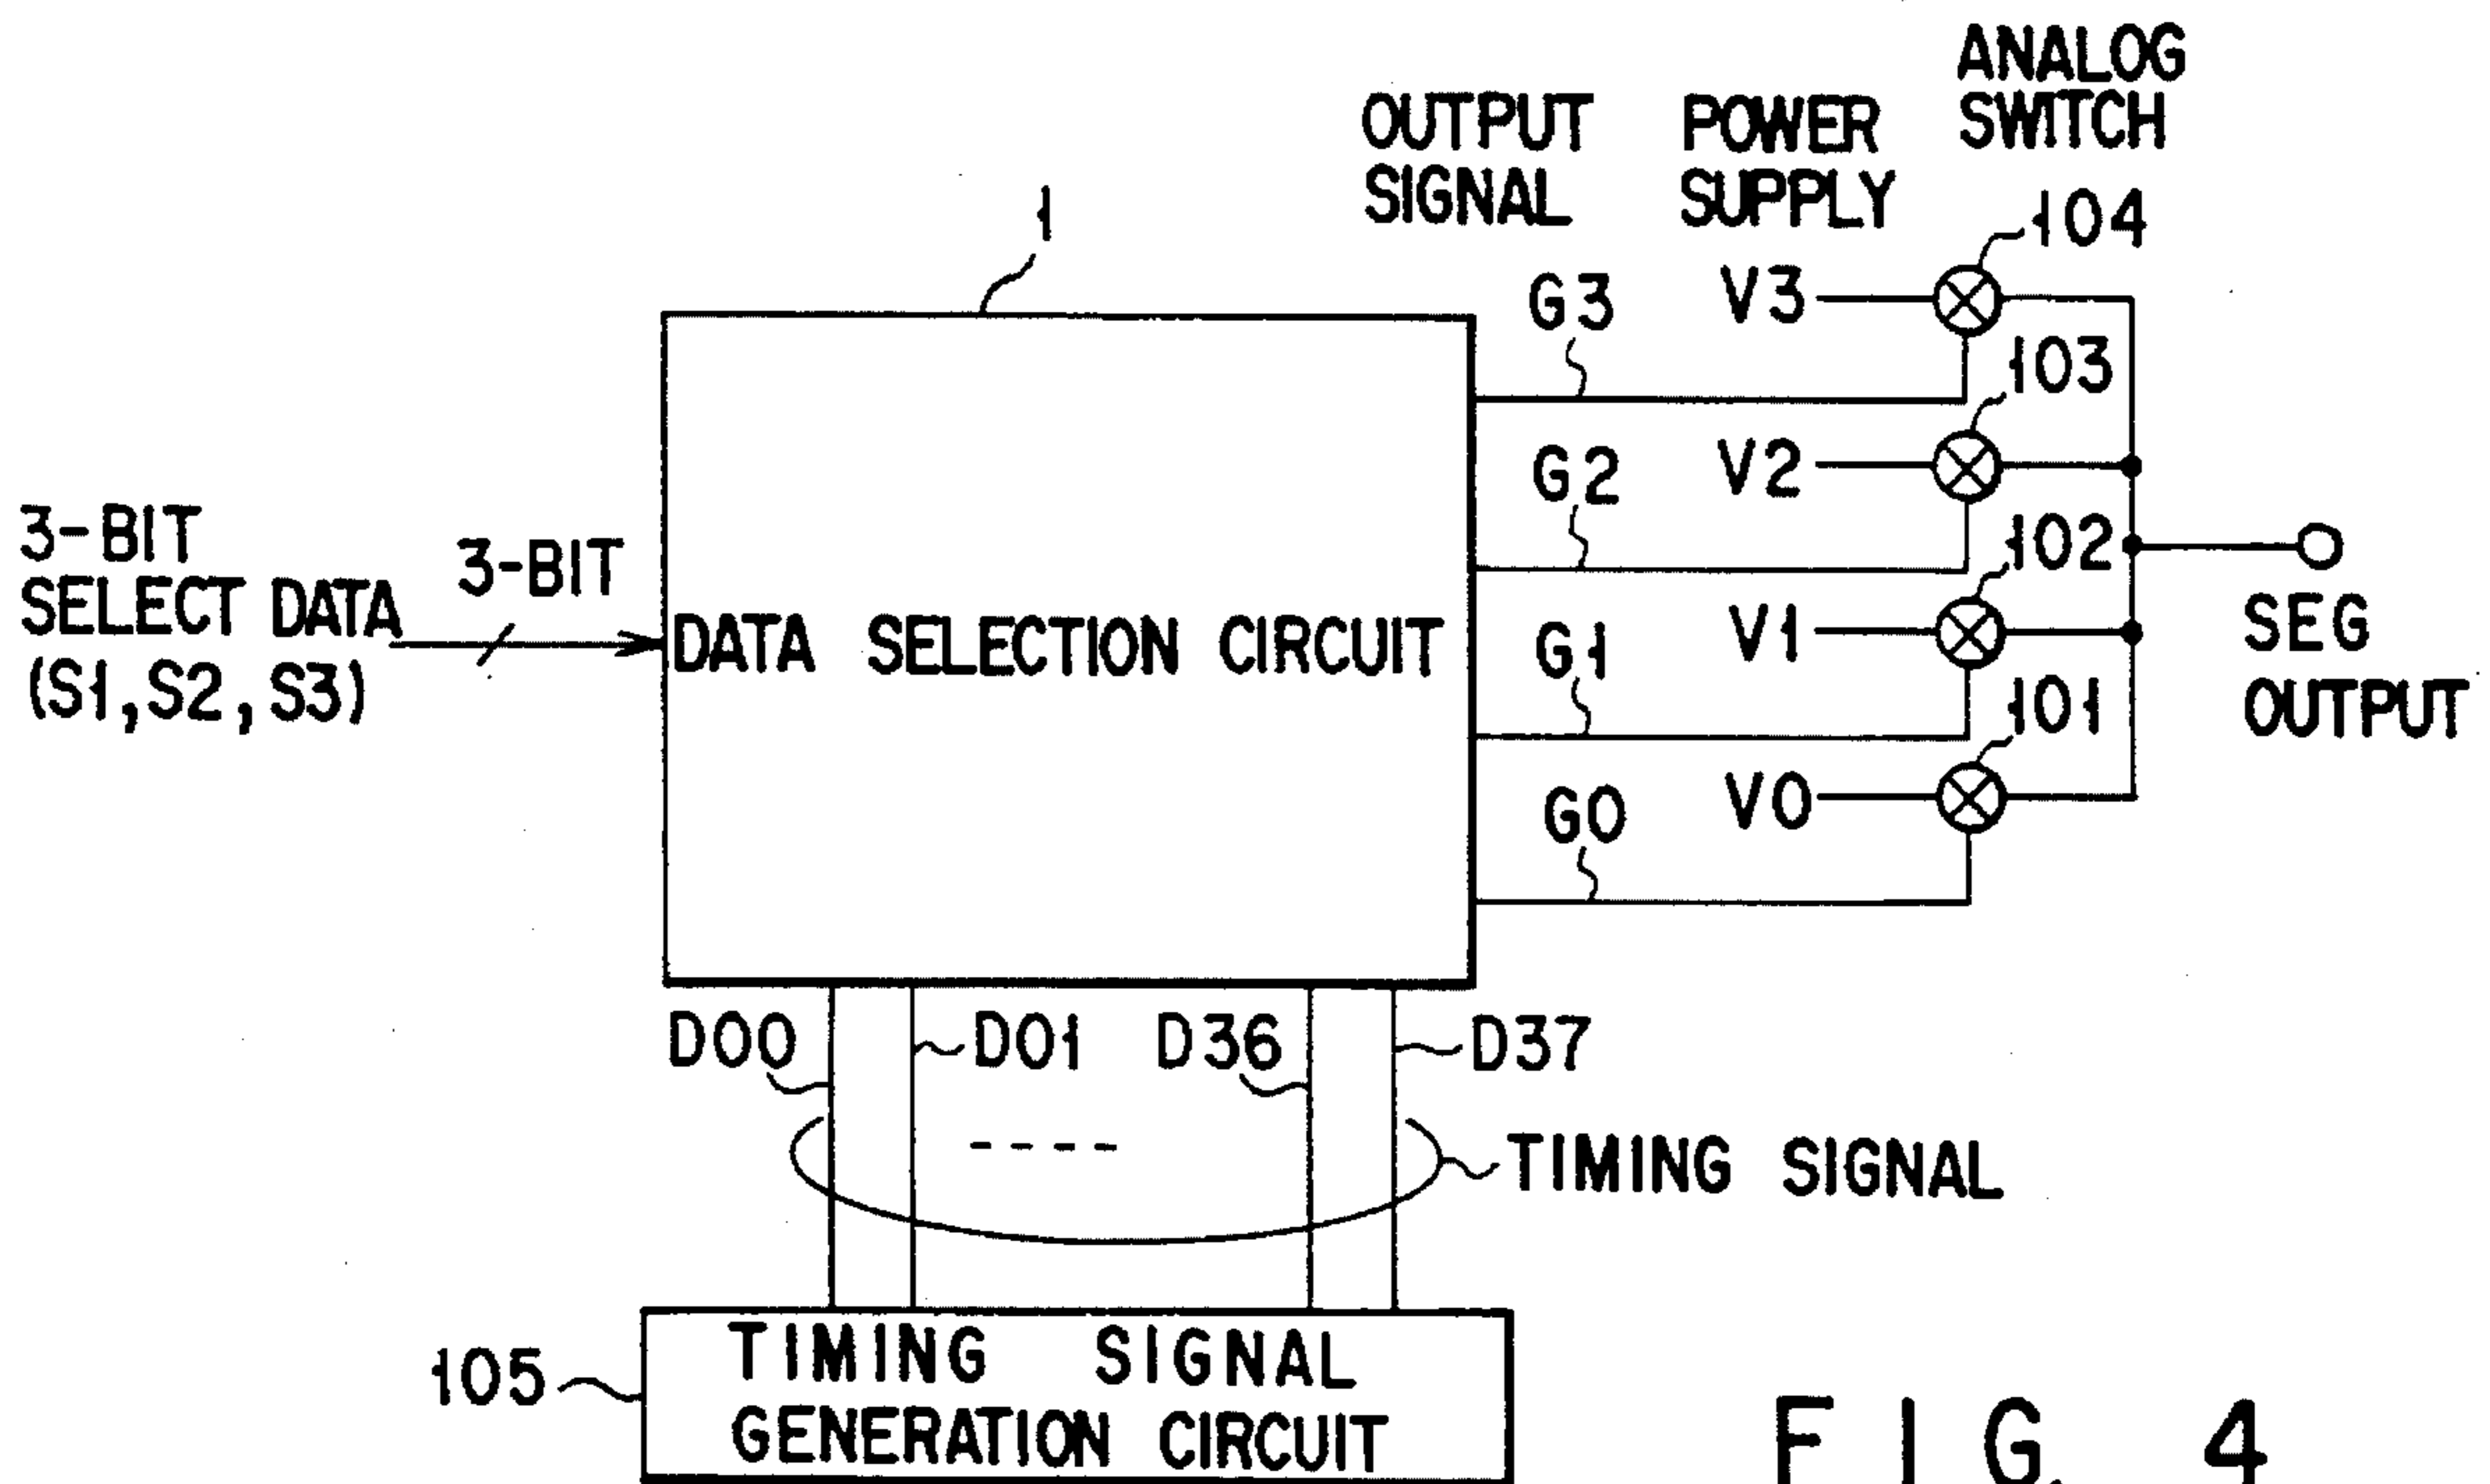 ANALOG
SWITCH
OUTPUT
SIGNAL
POWER
SUPPLY
104
1
G3
V3
103
G2
V2
3-BIT
SELECT DATA
(S1,S2,S3)
3-BIT
102
DATA SELECTION CIRCUIT
G1
V1
SEG
OUTPUT
101
G0
V0
D00
D01
D36
D37
TIMING SIGNAL
105
TIMING SIGNAL
GENERATION CIRCUIT
FIG. 4